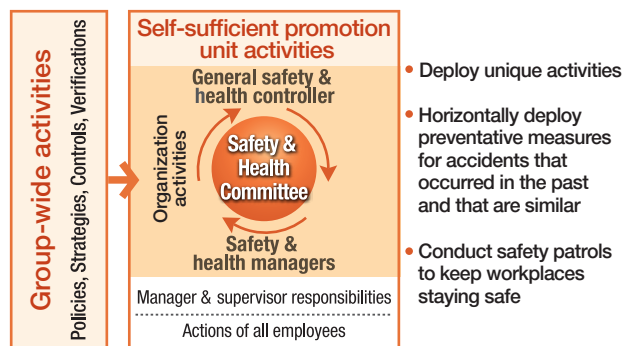 Group-wide activities
Policies, Strategies, Controls, Verifications
Self-sufficient promotion
unit activities
Organization
activities
General safety &
health controller
Safety &
Health
Committee
Safety &
health managers
Manager & supervisor responsibilities
Actions of all employees
• Deploy unique activities
• Horizontally deploy
preventative measures
for accidents that
occurred in the past
and that are similar
• Conduct safety patrols
to keep workplaces
staying safe